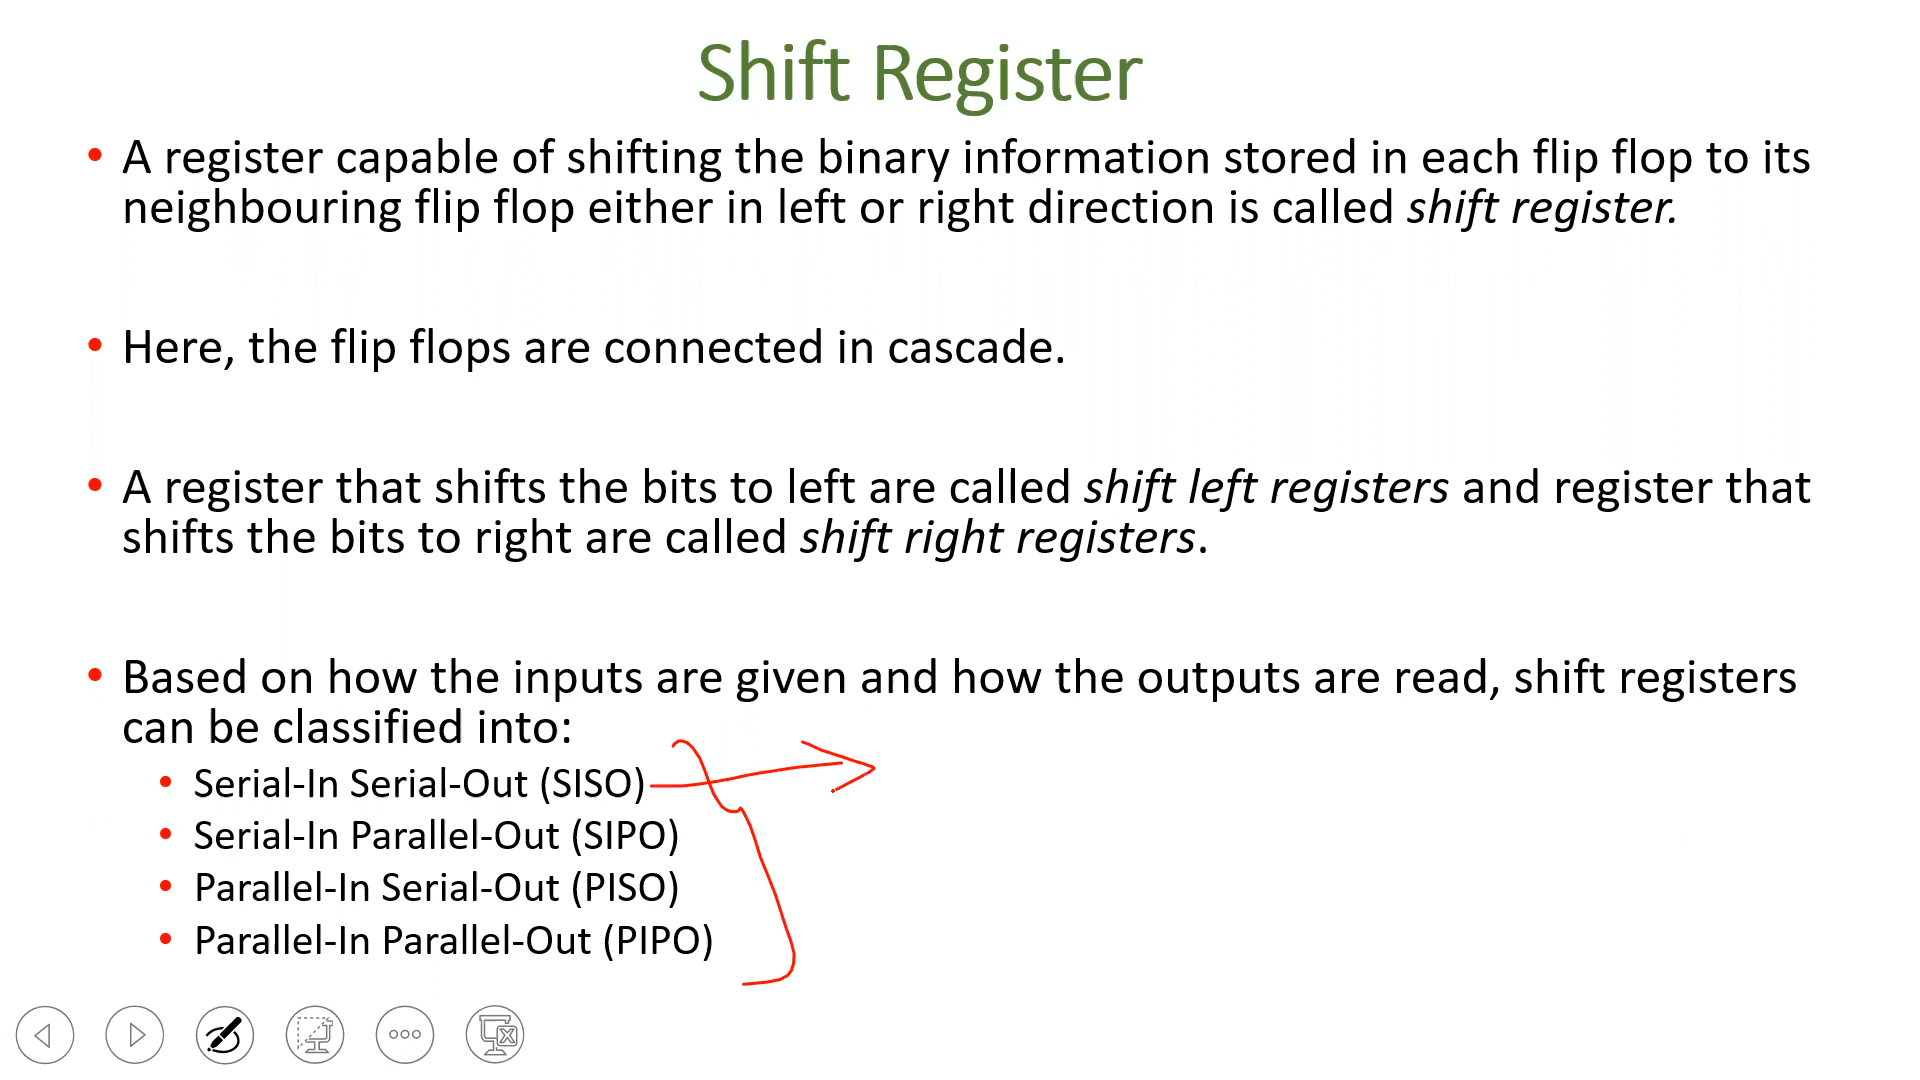 Shift Register
• A register capable of shifting the binary information stored in each flip flop to its
neighbouring flip flop either in left or right direction is called shift register.
• Here, the flip flops are connected in cascade.
• A register that shifts the bits to left are called shift left registers and register that
shifts the bits to right are called shift right registers.
• Based on how the inputs are given and how the outputs are read, shift registers
can be classified into:
• Serial-In Serial-Out (SISO)
• Serial-In Parallel-Out (SIPO)
• Parallel-In Serial-Out (PISO)
• Parallel-In Parallel-Out (PIPO)